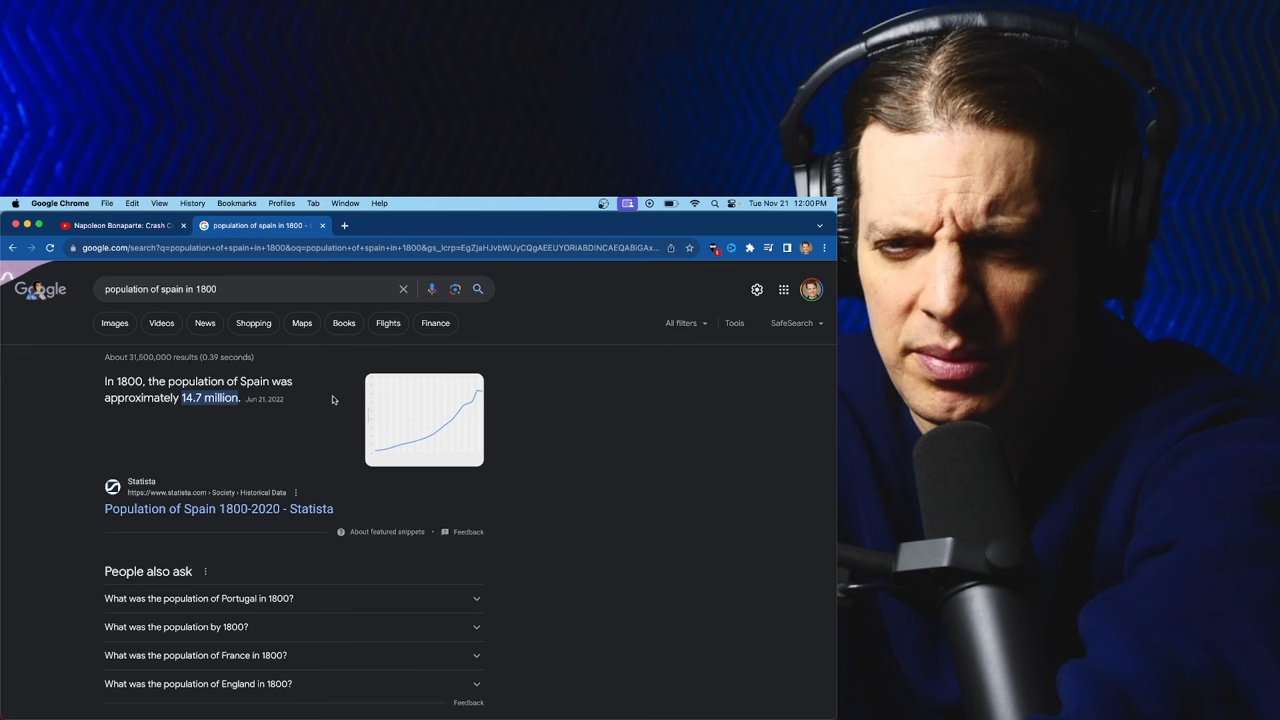 Google Chrome File Edit View History Bookmarks Profiles Tab Window Help Tue Nov 21 12:00 PM
Napoleon Bonaparte: Crash C population of spain in 1800 -
google.com/search?q=population+of+spain+in+1800&oq=population+of+spain+in+1800&gs_lcrp=EgZjaHJvbWUyCQgAEEUYORiABDINCAEQABiGAx...
Google population of spain in 1800
Images Videos News Shopping Maps Books Flights Finance All filters Tools SafeSearch
About 31,500,000 results (0.39 seconds)
In 1800, the population of Spain was
approximately 14.7 million. Jun 21, 2022
Statista
https://www.statista.com › Society › Historical Data
Population of Spain 1800-2020 - Statista
About featured snippets • Feedback
People also ask
What was the population of Portugal in 1800?
What was the population by 1800?
What was the population of France in 1800?
What was the population of England in 1800?
Feedback